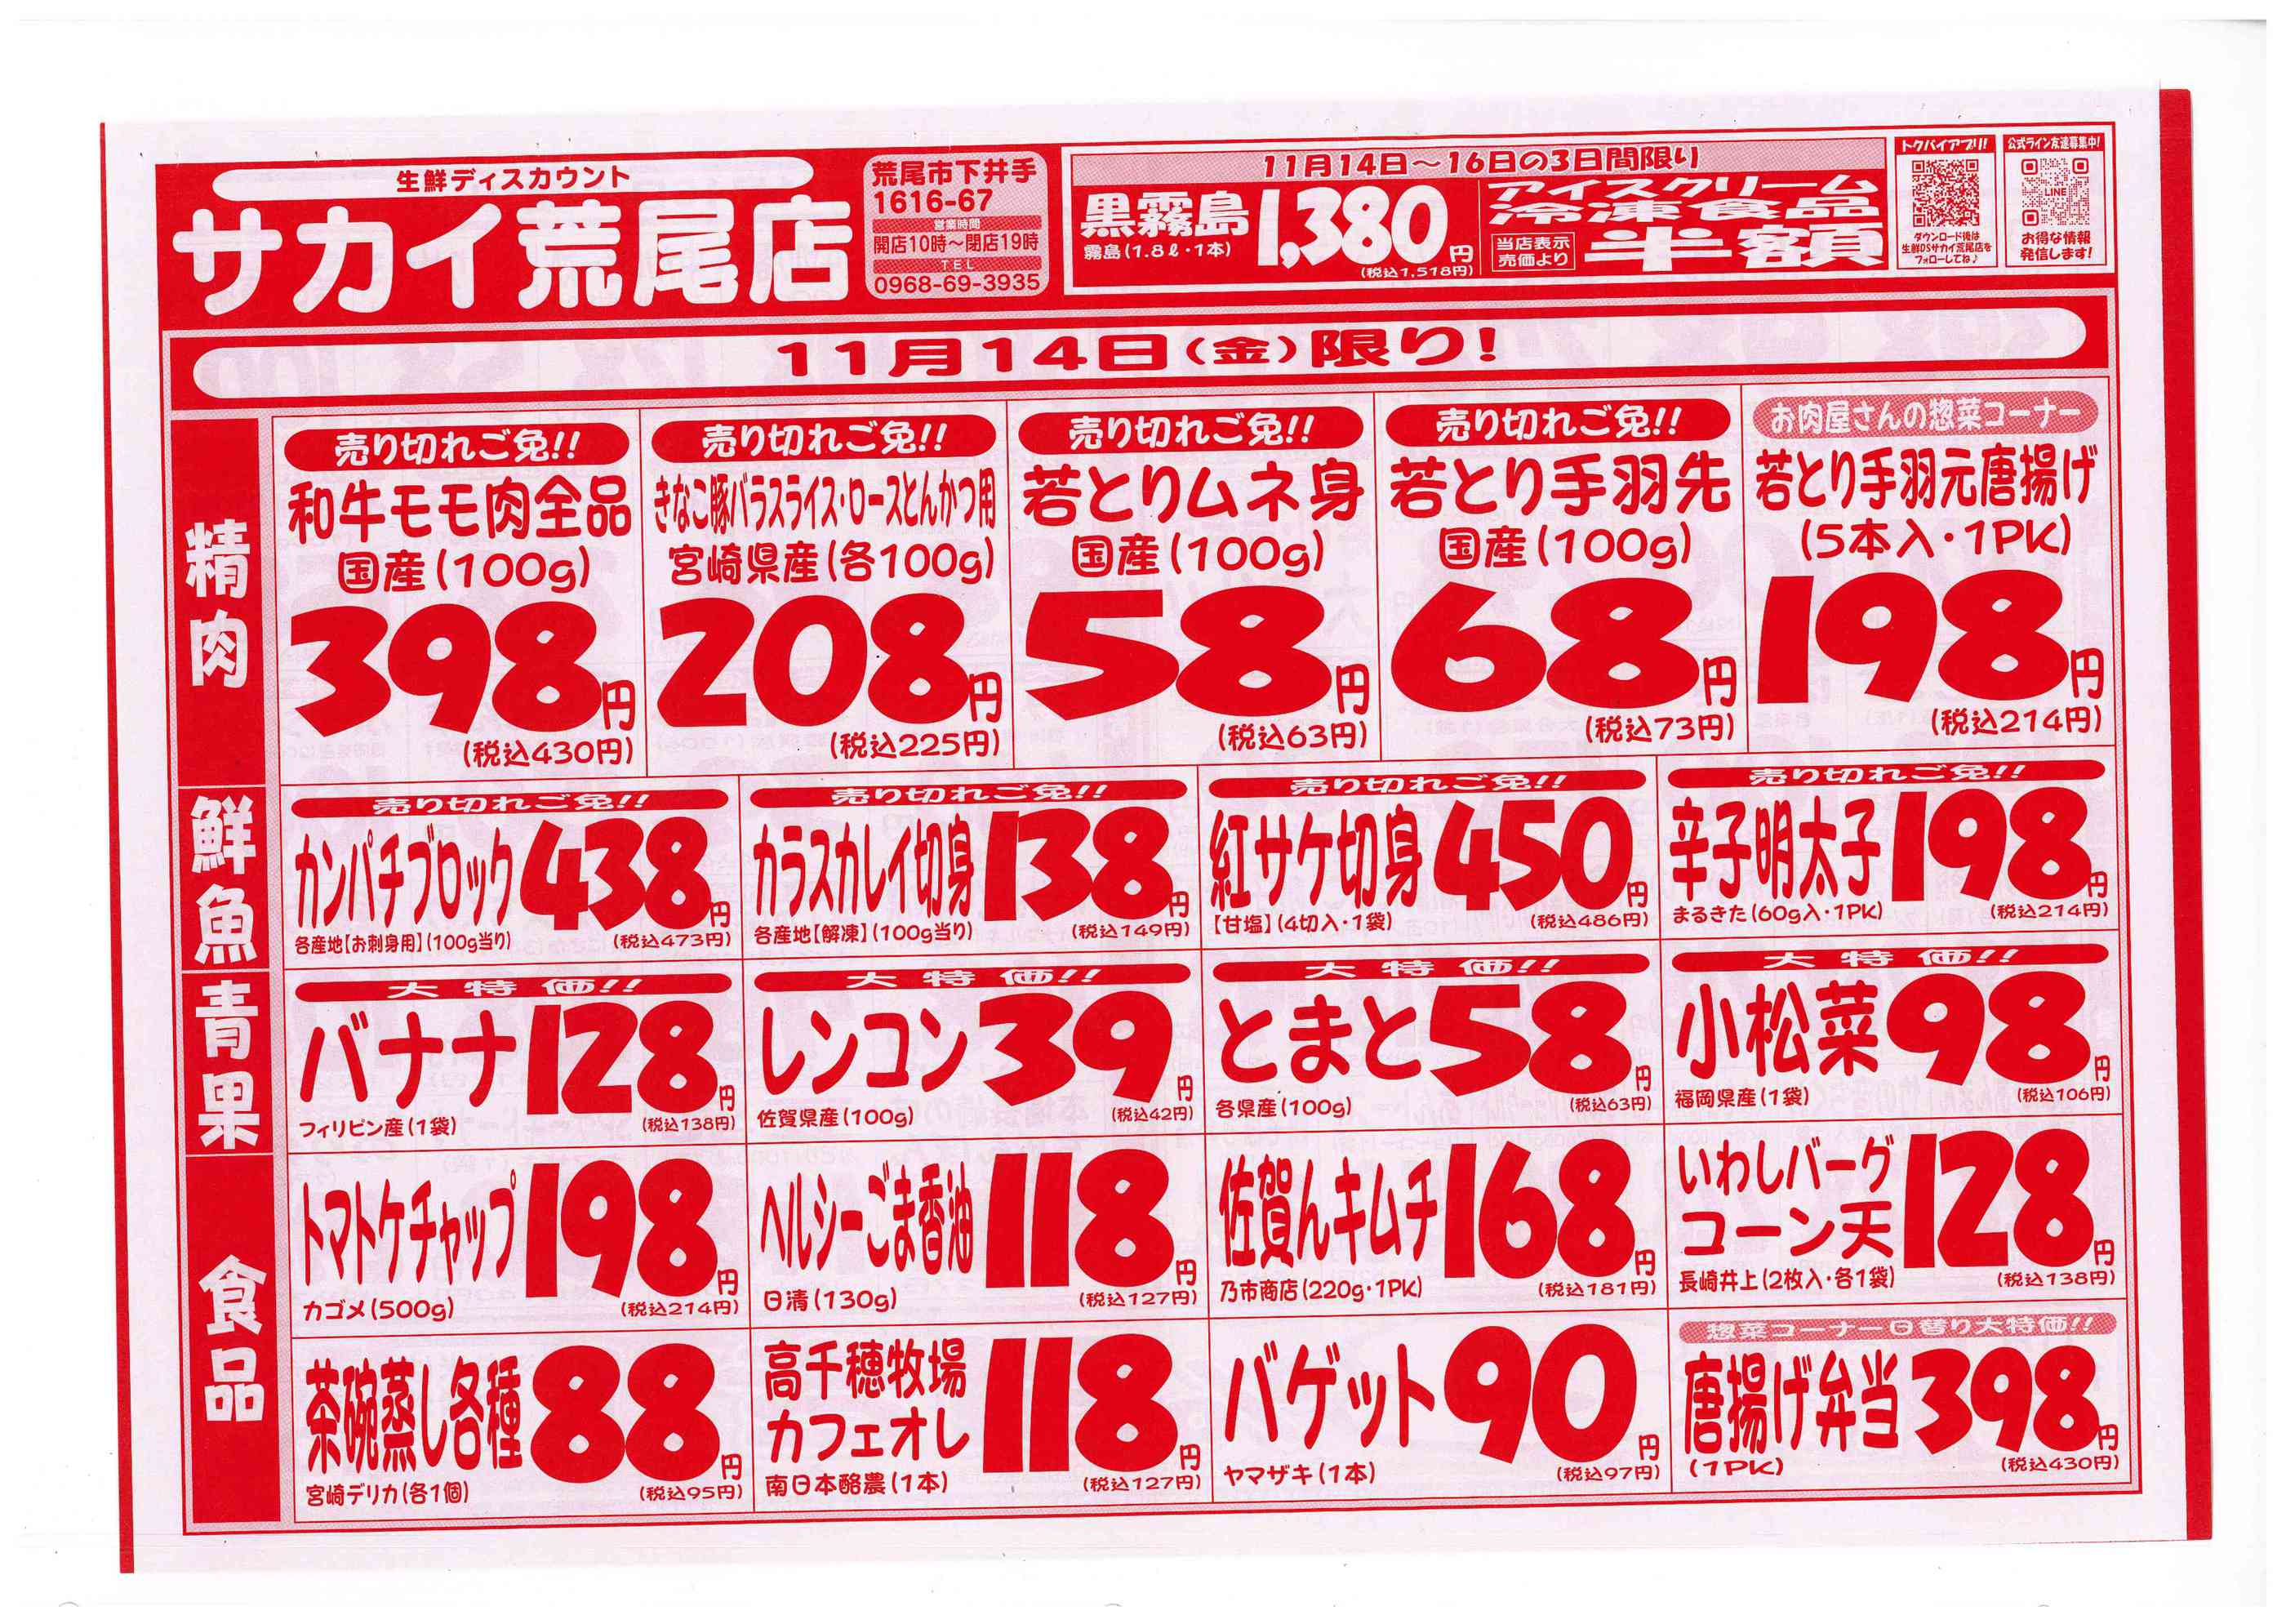 生鮮ディスカウント
サカイ荒尾店
荒尾市下井手
1616-67
営業時間
開店10時～閉店19時
TEL
0968-69-3935
11月14日～16日の3日間限り
黒霧島
霧島(1.8ℓ・1本)
1,380円
(税込1,518円)
アイスクリーム
冷凍食品
当店表示
売価より
半額
トクバイアプリ!!
ダウンロード後は
生鮮DSサカイ荒尾店を
フォローしてね♪
公式ライン友達募集中!
LINE
お得な情報
発信します!
11月14日(金)限り!
精肉
売り切れご免!!
和牛モモ肉全品
国産(100g)
398円
(税込430円)
売り切れご免!!
きなこ豚バラスライス・ロースとんかつ用
宮崎県産(各100g)
208円
(税込225円)
売り切れご免!!
若とりムネ身
国産(100g)
58円
(税込63円)
売り切れご免!!
若とり手羽先
国産(100g)
68円
(税込73円)
お肉屋さんの惣菜コーナー
若とり手羽元唐揚げ
(5本入・1PK)
198円
(税込214円)
鮮魚
売り切れご免!!
カンパチブロック 438円
各産地【お刺身用】(100g当り) (税込473円)
売り切れご免!!
カラスカレイ切身 138円
各産地【解凍】(100g当り) (税込149円)
売り切れご免!!
紅サケ切身 450円
【甘塩】(4切入・1袋) (税込486円)
売り切れご免!!
辛子明太子 198円
まるきた(60g入・1PK) (税込214円)
青果
大特価!!
バナナ 128円
フィリピン産(1袋) (税込138円)
大特価!!
レンコン 39円
佐賀県産(100g) (税込42円)
大特価!!
とまと 58円
各県産(100g) (税込63円)
大特価!!
小松菜 98円
福岡県産(1袋) (税込106円)
食品
トマトケチャップ 198円
カゴメ(500g) (税込214円)
ヘルシーごま香油 118円
日清(130g) (税込127円)
佐賀んキムチ 168円
乃市商店(220g・1PK) (税込181円)
いわしバーグ
コーン天 128円
長崎井上(2枚入・各1袋) (税込138円)
茶碗蒸し各種 88円
宮崎デリカ(各1個) (税込95円)
高千穂牧場
カフェオレ 118円
南日本酪農(1本) (税込127円)
バゲット 90円
ヤマザキ(1本) (税込97円)
惣菜コーナー日替り大特価!!
唐揚げ弁当 398円
(1PK) (税込430円)